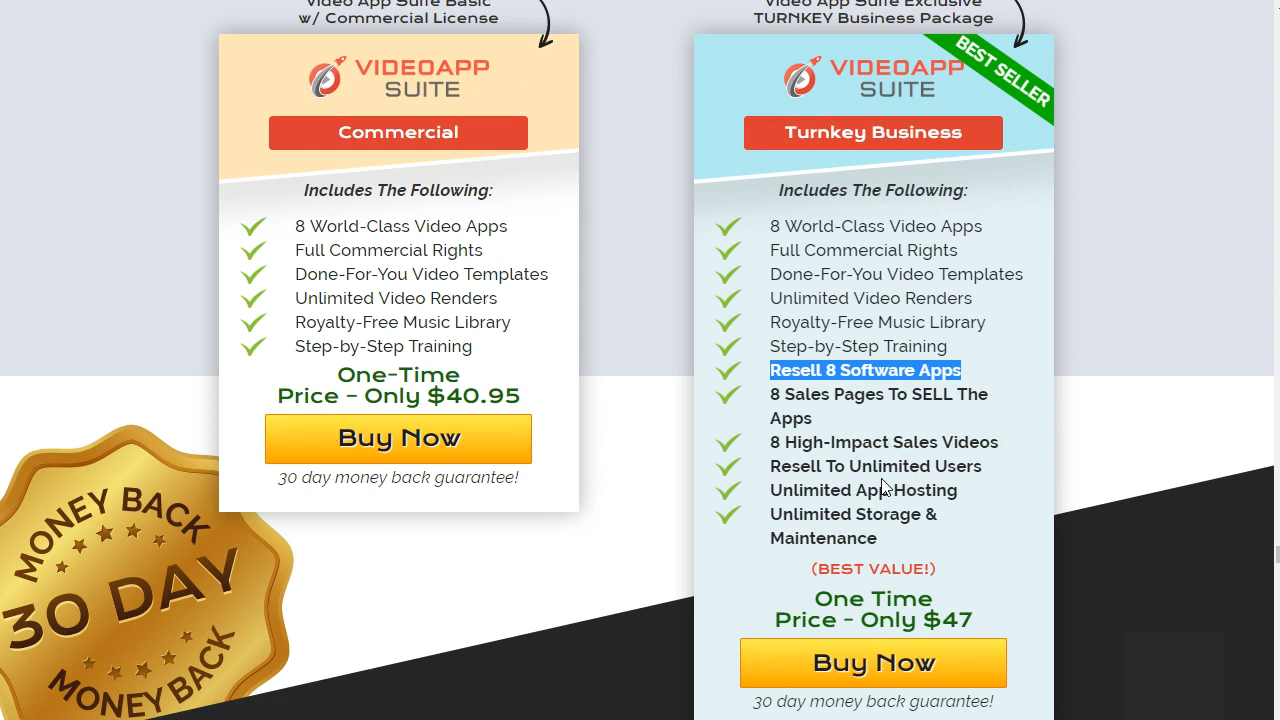 Video App Suite Basic
w/ Commercial License
VIDEOAPP
SUITE
Commercial
Includes The Following:
8 World-Class Video Apps
Full Commercial Rights
Done-For-You Video Templates
Unlimited Video Renders
Royalty-Free Music Library
Step-by-Step Training
One-Time
Price - Only $40.95
Buy Now
30 day money back guarantee!
MONEY BACK
30 DAY
MONEY BACK
Video App Suite Exclusive
TURNKEY Business Package
BEST SELLER
VIDEOAPP
SUITE
Turnkey Business
Includes The Following:
8 World-Class Video Apps
Full Commercial Rights
Done-For-You Video Templates
Unlimited Video Renders
Royalty-Free Music Library
Step-by-Step Training
Resell 8 Software Apps
8 Sales Pages To SELL The
Apps
8 High-Impact Sales Videos
Resell To Unlimited Users
Unlimited App Hosting
Unlimited Storage &
Maintenance
(BEST VALUE!)
One Time
Price - Only $47
Buy Now
30 day money back guarantee!